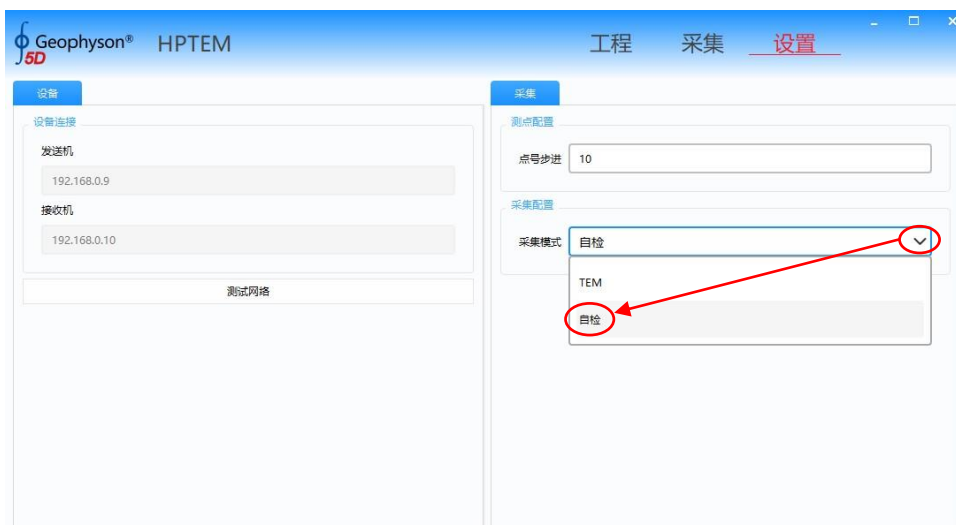 Geophyson® HPTEM 工程 采集 设置
5D
设备
设备连接
发送机
192.168.0.9
接收机
192.168.0.10
测试网络
采集
测点配置
点号步进 10
采集配置
采集模式 自检
TEM
自检